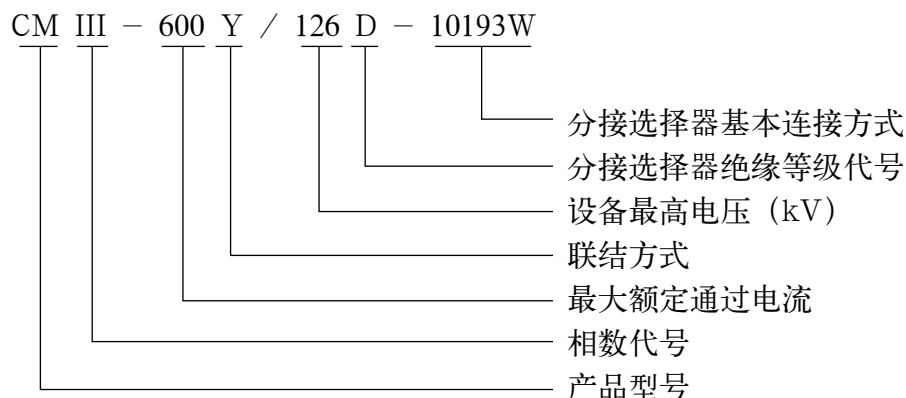 CM III － 600 Y / 126 D － 10193W
分接选择器基本连接方式
分接选择器绝缘等级代号
设备最高电压（kV）
联结方式
最大额定通过电流
相数代号
产品型号